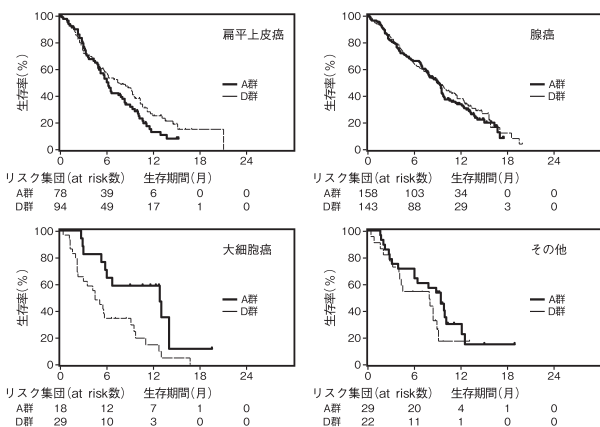 扁平上皮癌
生存率(%)
100
80
60
40
20
0
A群
D群
0 6 12 18 24
リスク集団(at risk数) 生存期間(月)
A群 78 39 6 0 0
D群 94 49 17 1 0
腺癌
生存率(%)
100
80
60
40
20
0
A群
D群
0 6 12 18 24
リスク集団(at risk数) 生存期間(月)
A群 158 103 34 0 0
D群 143 88 29 3 0
大細胞癌
生存率(%)
100
80
60
40
20
0
A群
D群
0 6 12 18 24
リスク集団(at risk数) 生存期間(月)
A群 18 12 7 1 0
D群 29 10 3 0 0
その他
生存率(%)
100
80
60
40
20
0
A群
D群
0 6 12 18 24
リスク集団(at risk数) 生存期間(月)
A群 29 20 4 1 0
D群 22 11 1 0 0